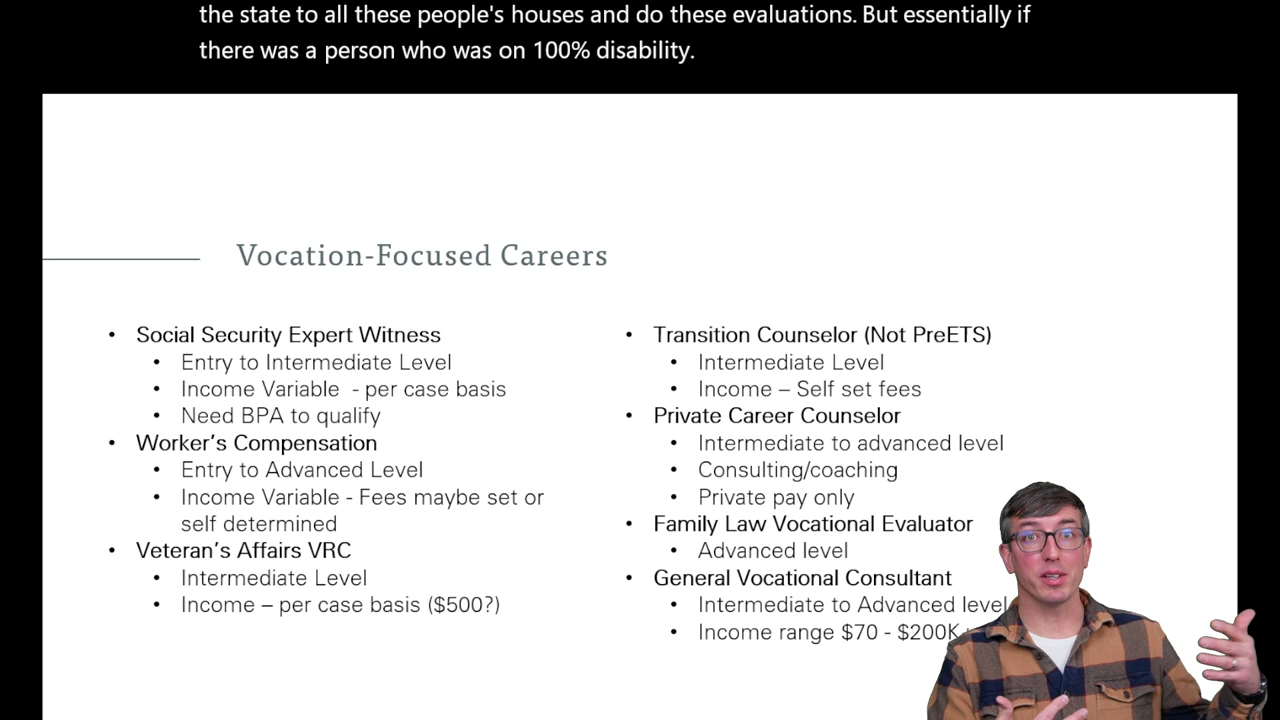 the state to all these people's houses and do these evaluations. But essentially if
there was a person who was on 100% disability.
Vocation-Focused Careers
• Social Security Expert Witness
• Entry to Intermediate Level
• Income Variable - per case basis
• Need BPA to qualify
• Worker's Compensation
• Entry to Advanced Level
• Income Variable - Fees maybe set or
self determined
• Veteran's Affairs VRC
• Intermediate Level
• Income – per case basis ($500?)
• Transition Counselor (Not PreETS)
• Intermediate Level
• Income – Self set fees
• Private Career Counselor
• Intermediate to advanced level
• Consulting/coaching
• Private pay only
• Family Law Vocational Evaluator
• Advanced level
• General Vocational Consultant
• Intermediate to Advanced level
• Income range $70 - $200K